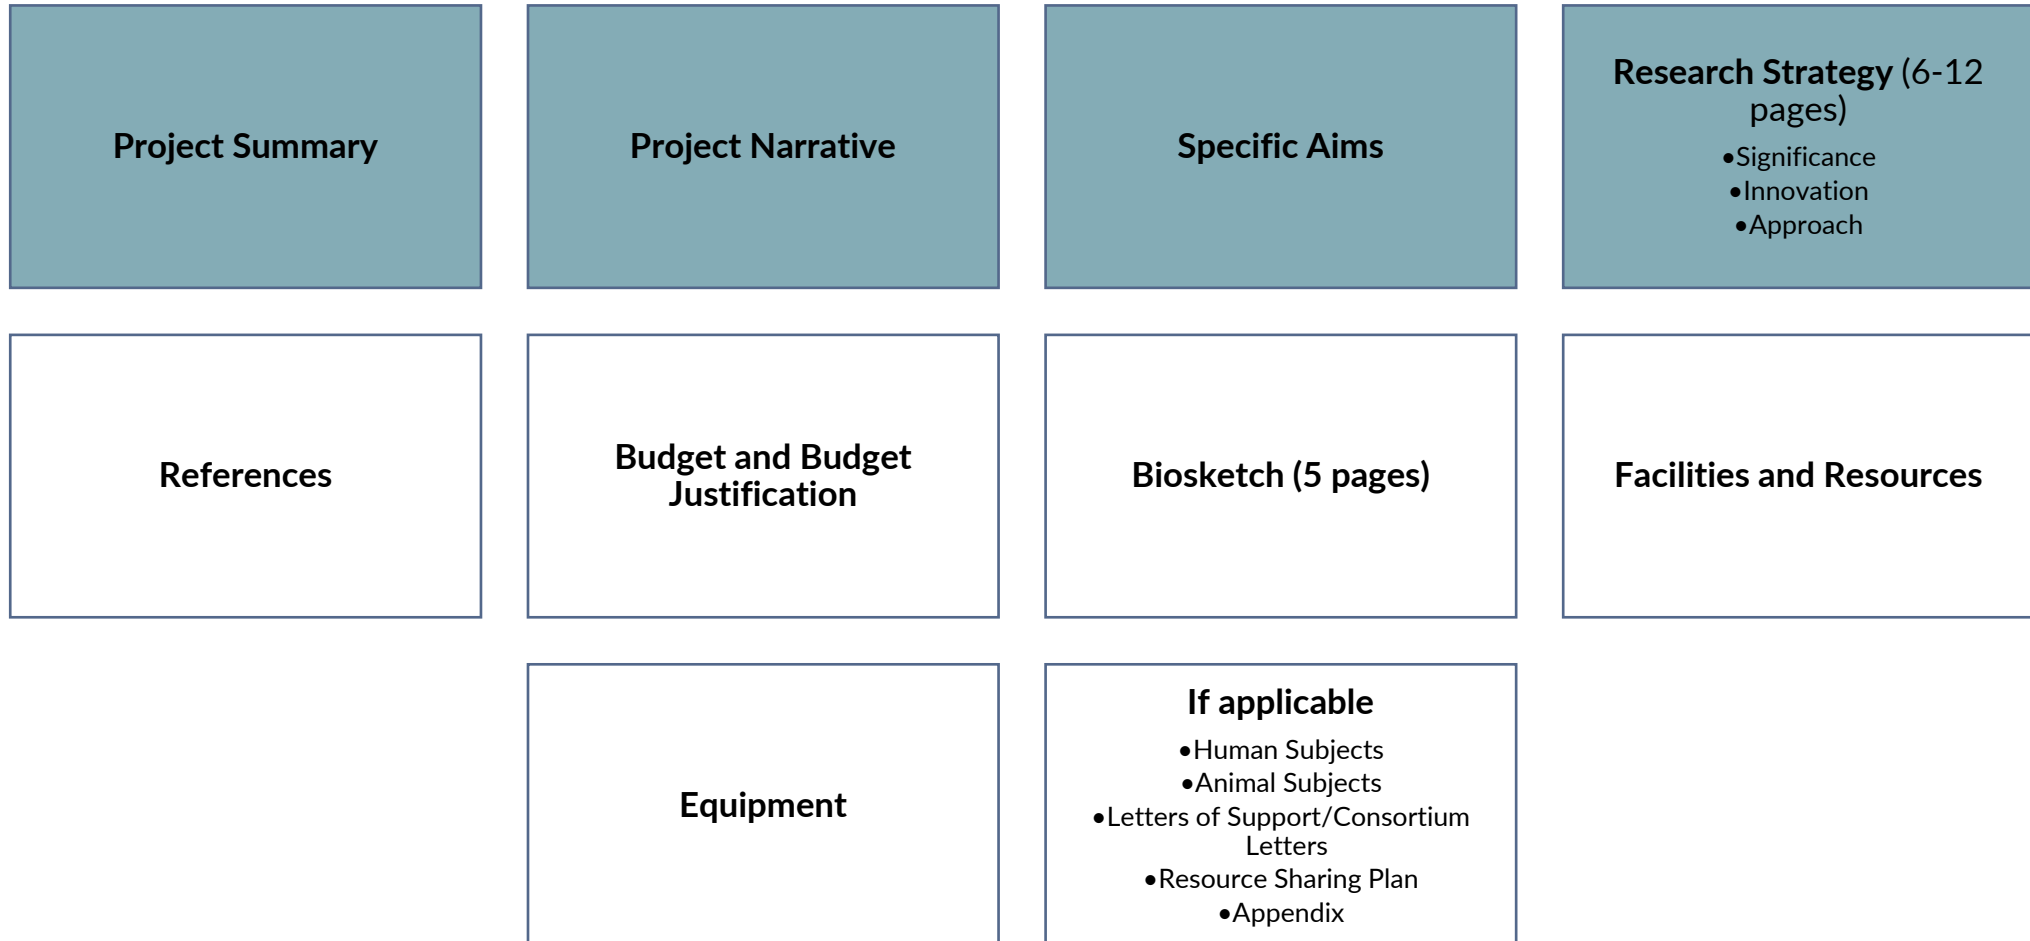 Project Summary
Project Narrative
Specific Aims
Research Strategy (6-12
pages)
•Significance
•Innovation
•Approach
References
Budget and Budget
Justification
Biosketch (5 pages)
Facilities and Resources
Equipment
If applicable
•Human Subjects
•Animal Subjects
•Letters of Support/Consortium
Letters
•Resource Sharing Plan
•Appendix